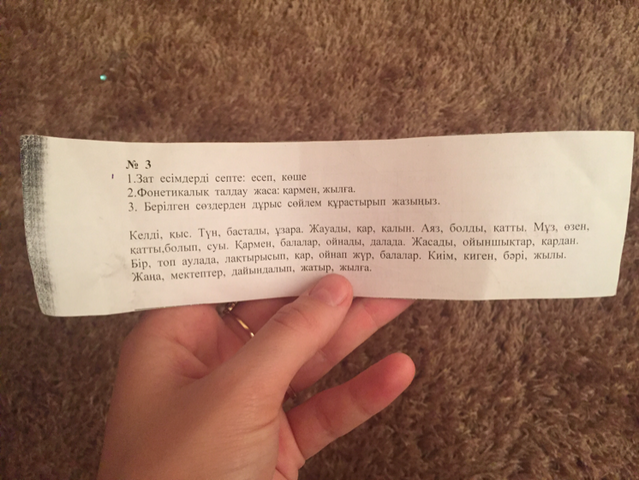 № 3
1.Зат есімдерді септе: есеп, көше
2.Фонетикалық талдау жаса: қармен, жылға.
3. Берілген сөздерден дұрыс сөйлем құрастырып жазыңыз.
Келді, қыс. Түн, бастады, ұзара. Жауады, қар, қалын. Аяз, болды, қатты. Мұз, өзен,
қатты,болып, суы. Қармен, балалар, ойнады, далада. Жасады, ойыншықтар, қардан.
Бір, топ аулада, лақтырысып, қар, ойнап жүр, балалар. Киім, киген, бәрі, жылы.
Жаңа, мектептер, дайындалып, жатыр, жылға.